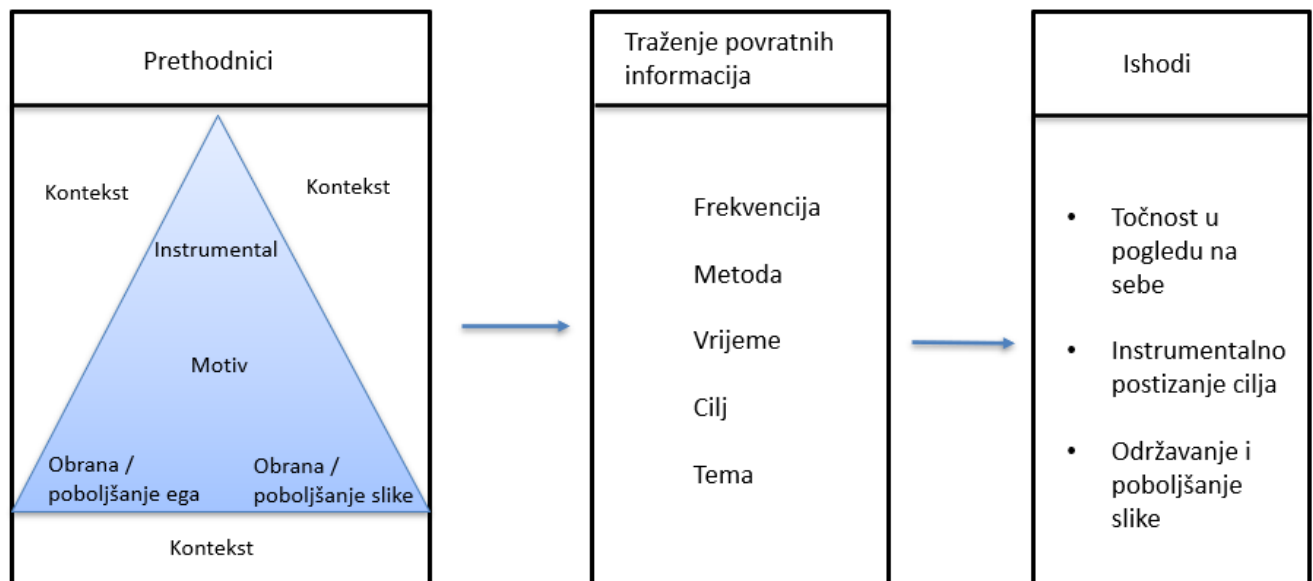 Prethodnici
Kontekst
Kontekst
Instrumental
Motiv
Obrana /
poboljšanje ega
Obrana /
poboljšanje slike
Kontekst
Traženje povratnih
informacija
Frekvencija
Metoda
Vrijeme
Cilj
Tema
Ishodi
• Točnost u
pogledu na
sebe
• Instrumentalno
postizanje cilja
• Održavanje i
poboljšanje
slike